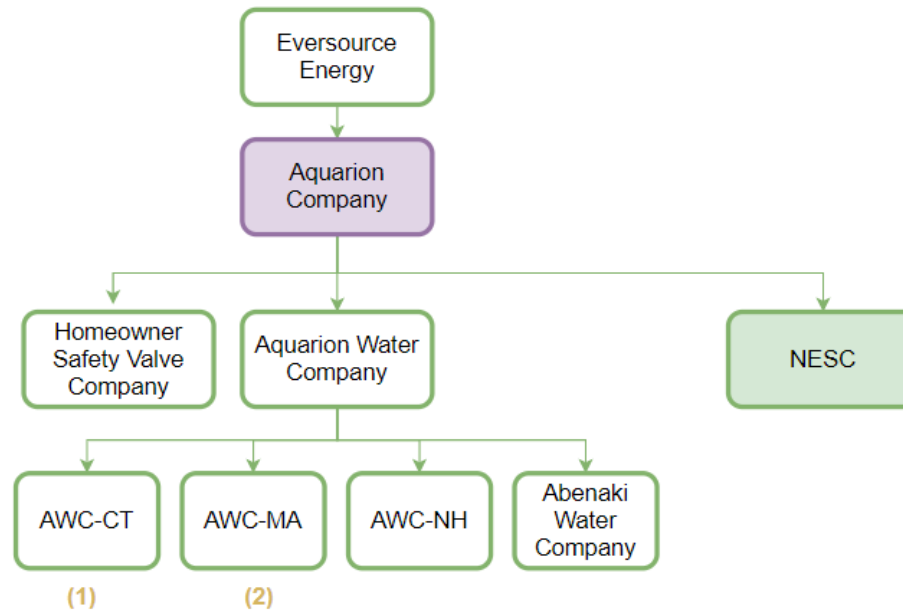 Eversource
Energy
Aquarion
Company
Homeowner
Safety Valve
Company
Aquarion Water
Company
NESC
AWC-CT
AWC-MA
AWC-NH
Abenaki
Water
Company
(1)
(2)